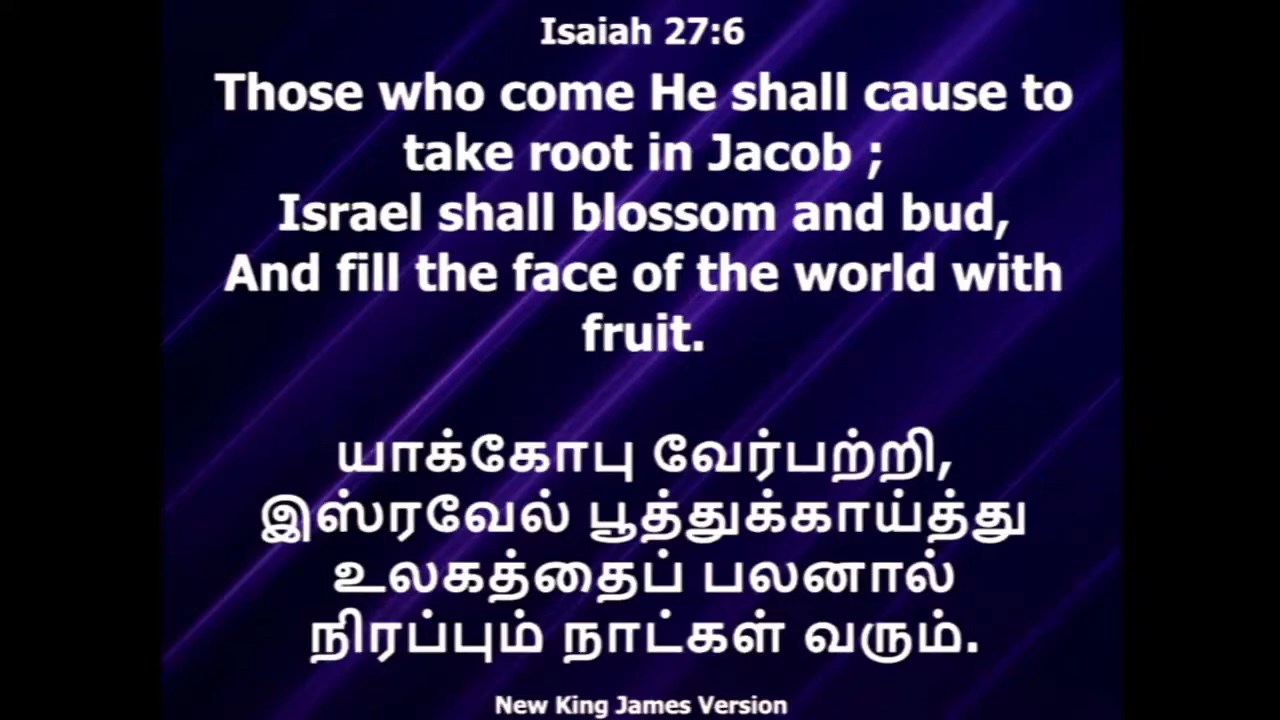 Isaiah 27:6
Those who come He shall cause to
take root in Jacob ;
Israel shall blossom and bud,
And fill the face of the world with
fruit.
யாக்கோபு வேர்பற்றி,
இஸ்ரவேல் பூத்துக்காய்த்து
உலகத்தைப் பலனால்
நிரப்பும் நாட்கள் வரும்.
New King James Version